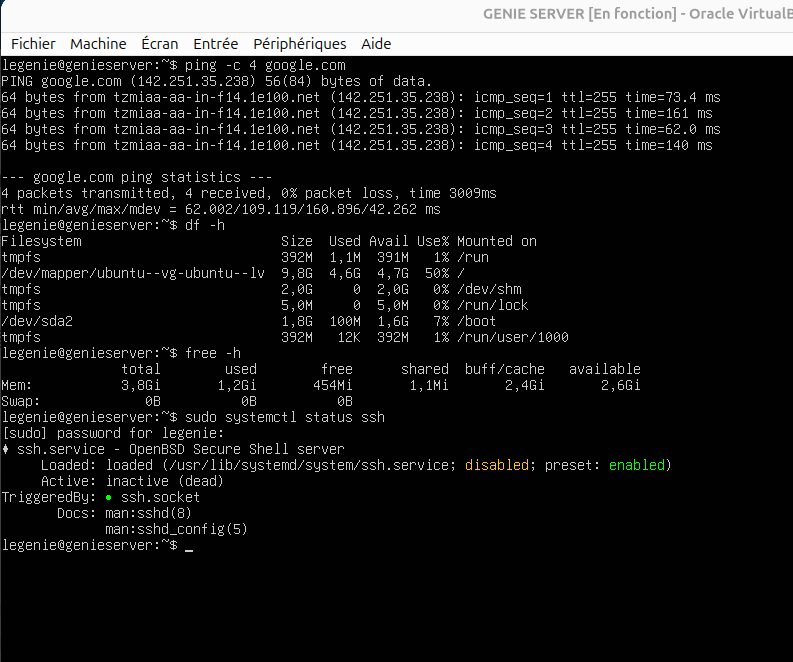 GENIE SERVER [En fonction] - Oracle VirtualB
Fichier Machine Écran Entrée Périphériques Aide
legenie@genieserver:~$ ping -c 4 google.com
PING google.com (142.251.35.238) 56(84) bytes of data.
64 bytes from tzmiaa-aa-in-f14.1e100.net (142.251.35.238): icmp_seq=1 ttl=255 time=73.4 ms
64 bytes from tzmiaa-aa-in-f14.1e100.net (142.251.35.238): icmp_seq=2 ttl=255 time=161 ms
64 bytes from tzmiaa-aa-in-f14.1e100.net (142.251.35.238): icmp_seq=3 ttl=255 time=62.0 ms
64 bytes from tzmiaa-aa-in-f14.1e100.net (142.251.35.238): icmp_seq=4 ttl=255 time=140 ms
--- google.com ping statistics ---
4 packets transmitted, 4 received, 0% packet loss, time 3009ms
rtt min/avg/max/mdev = 62.002/109.119/160.896/42.262 ms
legenie@genieserver:~$ df -h
Filesystem Size Used Avail Use% Mounted on
tmpfs 392M 1,1M 391M 1% /run
/dev/mapper/ubuntu--vg-ubuntu--lv 9,8G 4,6G 4,7G 50% /
tmpfs 2,0G 0 2,0G 0% /dev/shm
tmpfs 5,0M 0 5,0M 0% /run/lock
/dev/sda2 1,8G 100M 1,6G 7% /boot
tmpfs 392M 12K 392M 1% /run/user/1000
legenie@genieserver:~$ free -h
total used free shared buff/cache available
Mem: 3,8Gi 1,2Gi 454Mi 1,1Mi 2,4Gi 2,6Gi
Swap: 0B 0B 0B
legenie@genieserver:~$ sudo systemctl status ssh
[sudo] password for legenie:
♦ ssh.service - OpenBSD Secure Shell server
Loaded: loaded (/usr/lib/systemd/system/ssh.service; disabled; preset: enabled)
Active: inactive (dead)
TriggeredBy: ● ssh.socket
Docs: man:sshd(8)
man:sshd_config(5)
legenie@genieserver:~$ _